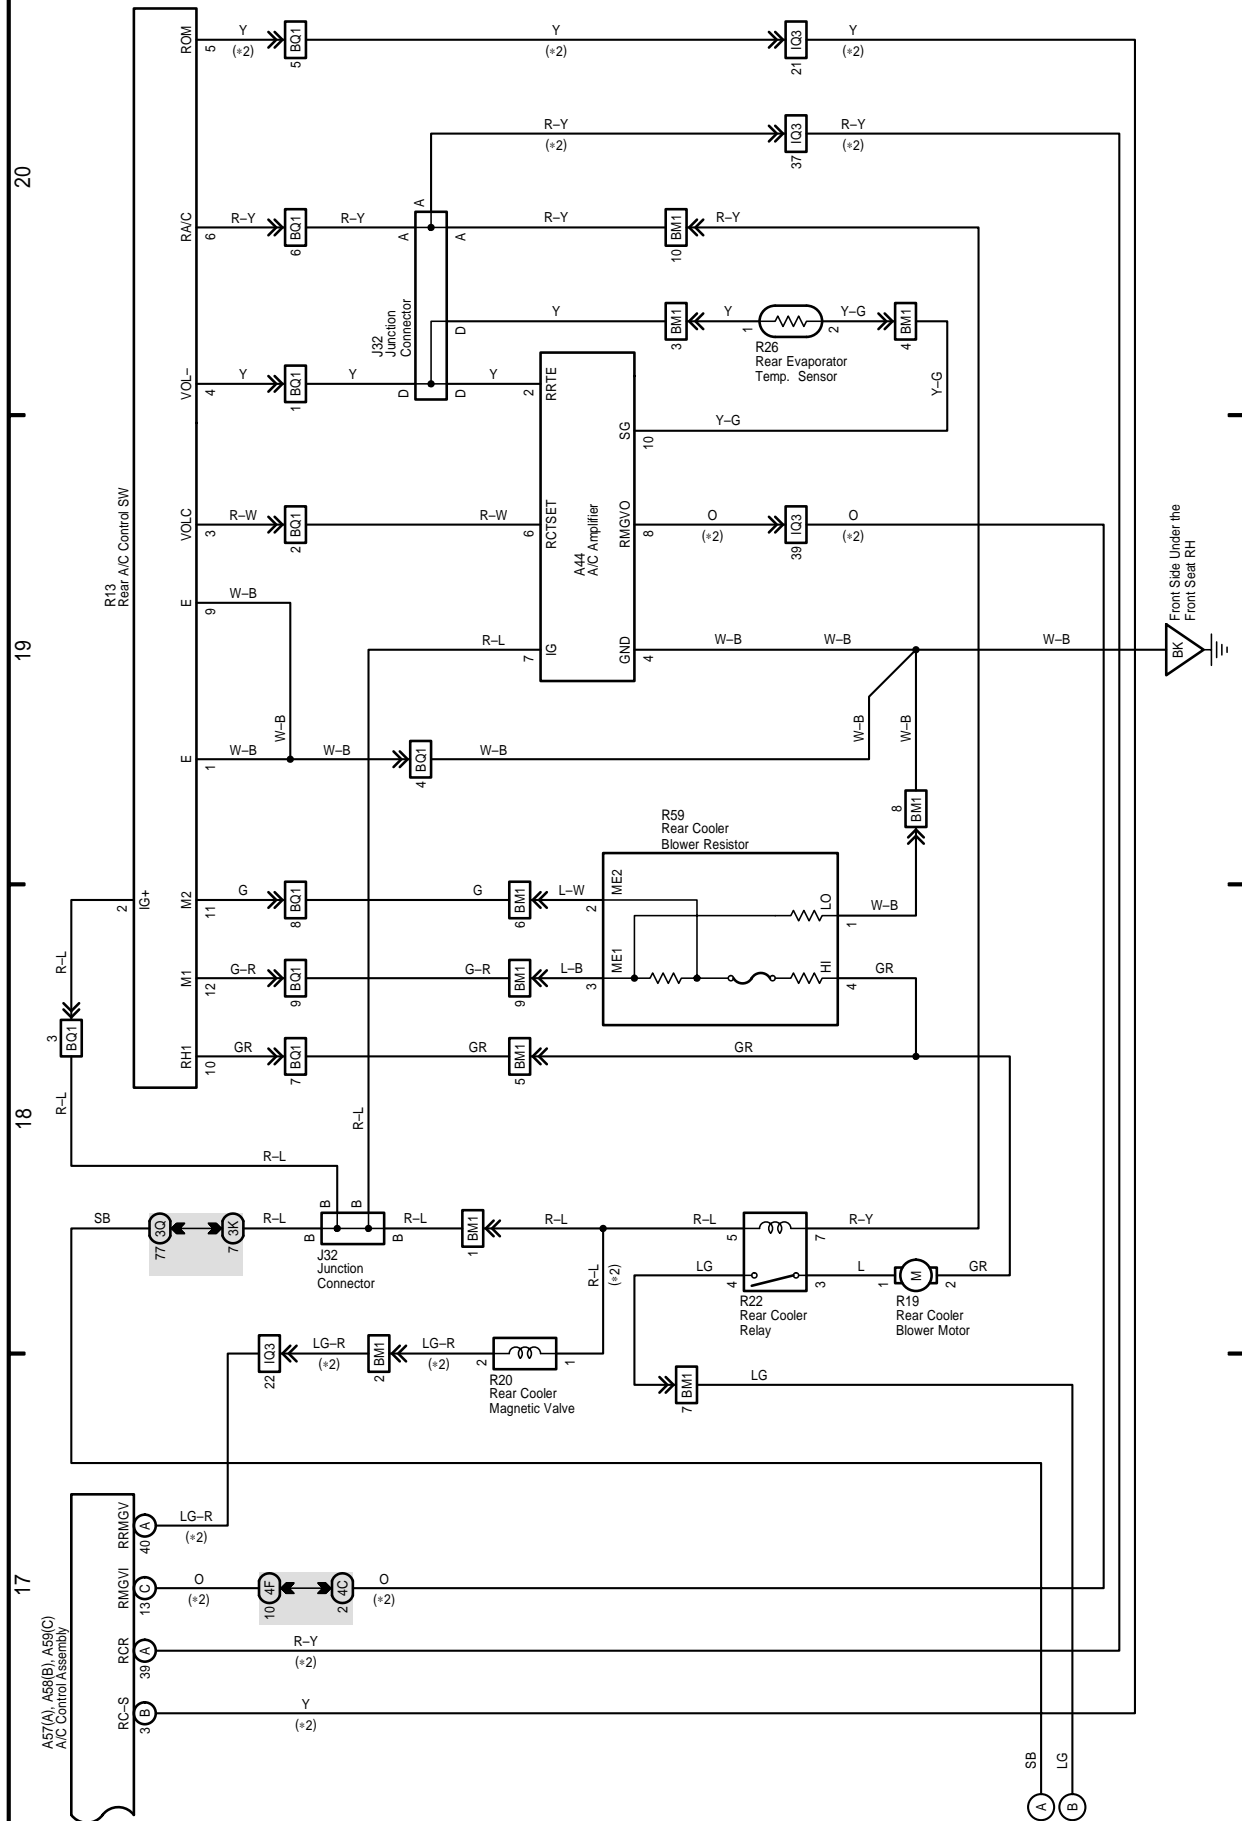 20
19
18
17
R13
Rear A/C Control SW
ROM
5
Y
(∗2)
BQ1
5
Y
(∗2)
IQ3
21
Y
(∗2)
R–Y
(∗2)
IQ3
37
R–Y
(∗2)
RA/C
6
R–Y
BQ1
6
R–Y
A
A
A
R–Y
BM1
10
R–Y
J32
Junction
Connector
D
Y
BM1
3
Y
1
2
R26
Rear Evaporator
Temp. Sensor
Y–G
BM1
4
Y–G
VOL–
4
Y
BQ1
1
Y
D
D
Y
2
RRTE
SG
10
Y–G
VOLC
3
R–W
BQ1
2
R–W
6
RCTSET
A44
A/C Amplifier
RMGVO
8
O
(∗2)
IQ3
39
O
(∗2)
E
9
W–B
W–B
R–L
7
IG
GND
4
W–B
W–B
W–B
BK
Front Side Under the
Front Seat RH
E
1
W–B
W–B
BQ1
4
W–B
W–B
W–B
BM1
8
R59
Rear Cooler
Blower Resistor
2
IG+
R–L
BQ1
3
R–L
M2
11
G
BQ1
8
G
BM1
6
L–W
2
ME2
LO
1
W–B
M1
12
G–R
BQ1
9
G–R
BM1
9
L–B
3
ME1
HI
4
GR
RH1
10
GR
BQ1
7
GR
BM1
5
GR
R–L
R–L
B
B
SB
3Q
77
3K
7
R–L
B
B
J32
Junction
Connector
R–L
BM1
1
R–L
R–L
(∗2)
R–L
5
7
R–Y
LG
4
3
R22
Rear Cooler
Relay
L
1
M
2
GR
R19
Rear Cooler
Blower Motor
IQ3
22
LG–R
(∗2)
BM1
2
LG–R
(∗2)
2
1
R20
Rear Cooler
Magnetic Valve
BM1
7
LG
A57(A), A58(B), A59(C)
A/C Control Assembly
RRMGV
40
A
LG–R
(∗2)
RMGVI
13
C
O
(∗2)
4F
10
4C
2
O
(∗2)
RCR
39
A
R–Y
(∗2)
RC–S
3
B
Y
(∗2)
SB
A
LG
B